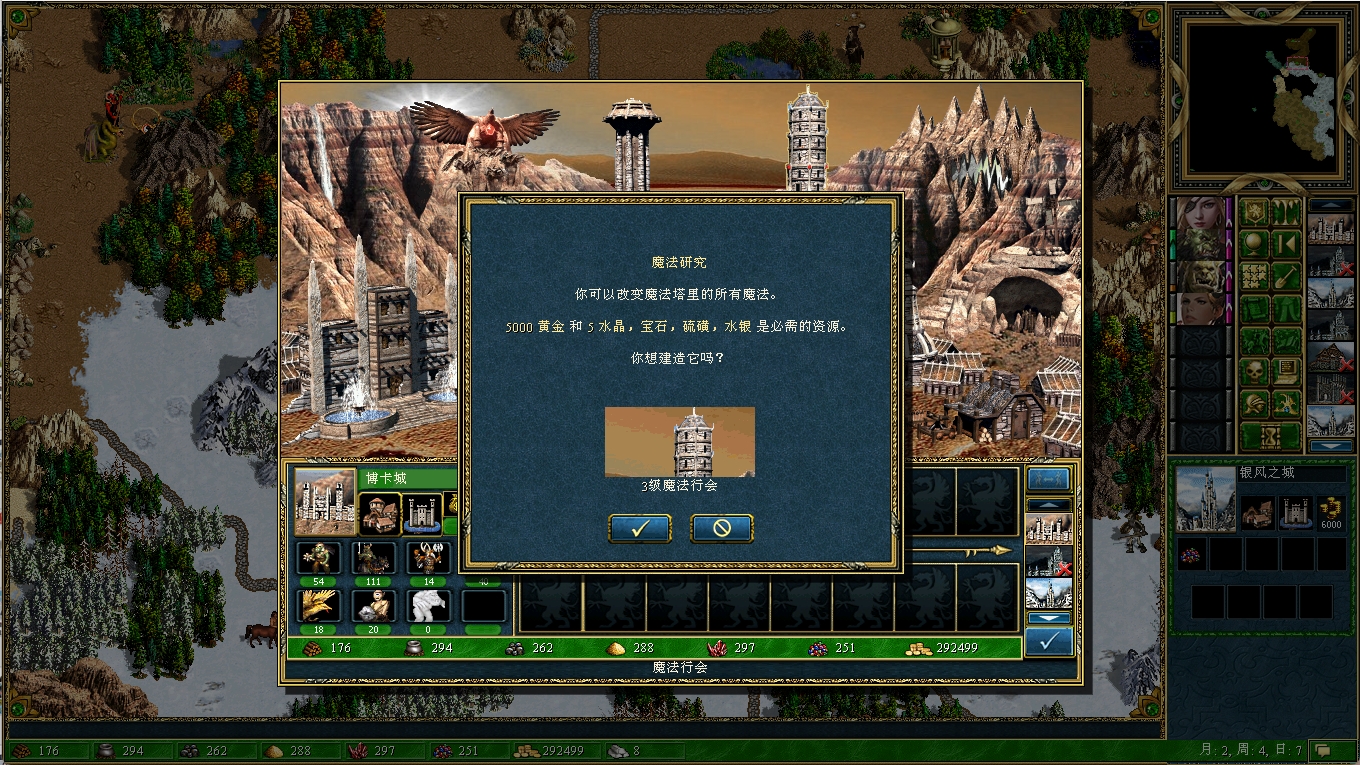 魔法研究
你可以改变魔法塔里的所有魔法。
5000 黄金 和 5 水晶，宝石，硫磺，水银 是必需的资源。
你想建造它吗？
3级魔法行会
博卡城
54 111 14 40
18 20 0
176 294 262 288 297 251 292499
魔法行会
银风之城
6000
176 294 262 288 297 251 292499 8
月: 2, 周: 4, 日: 7